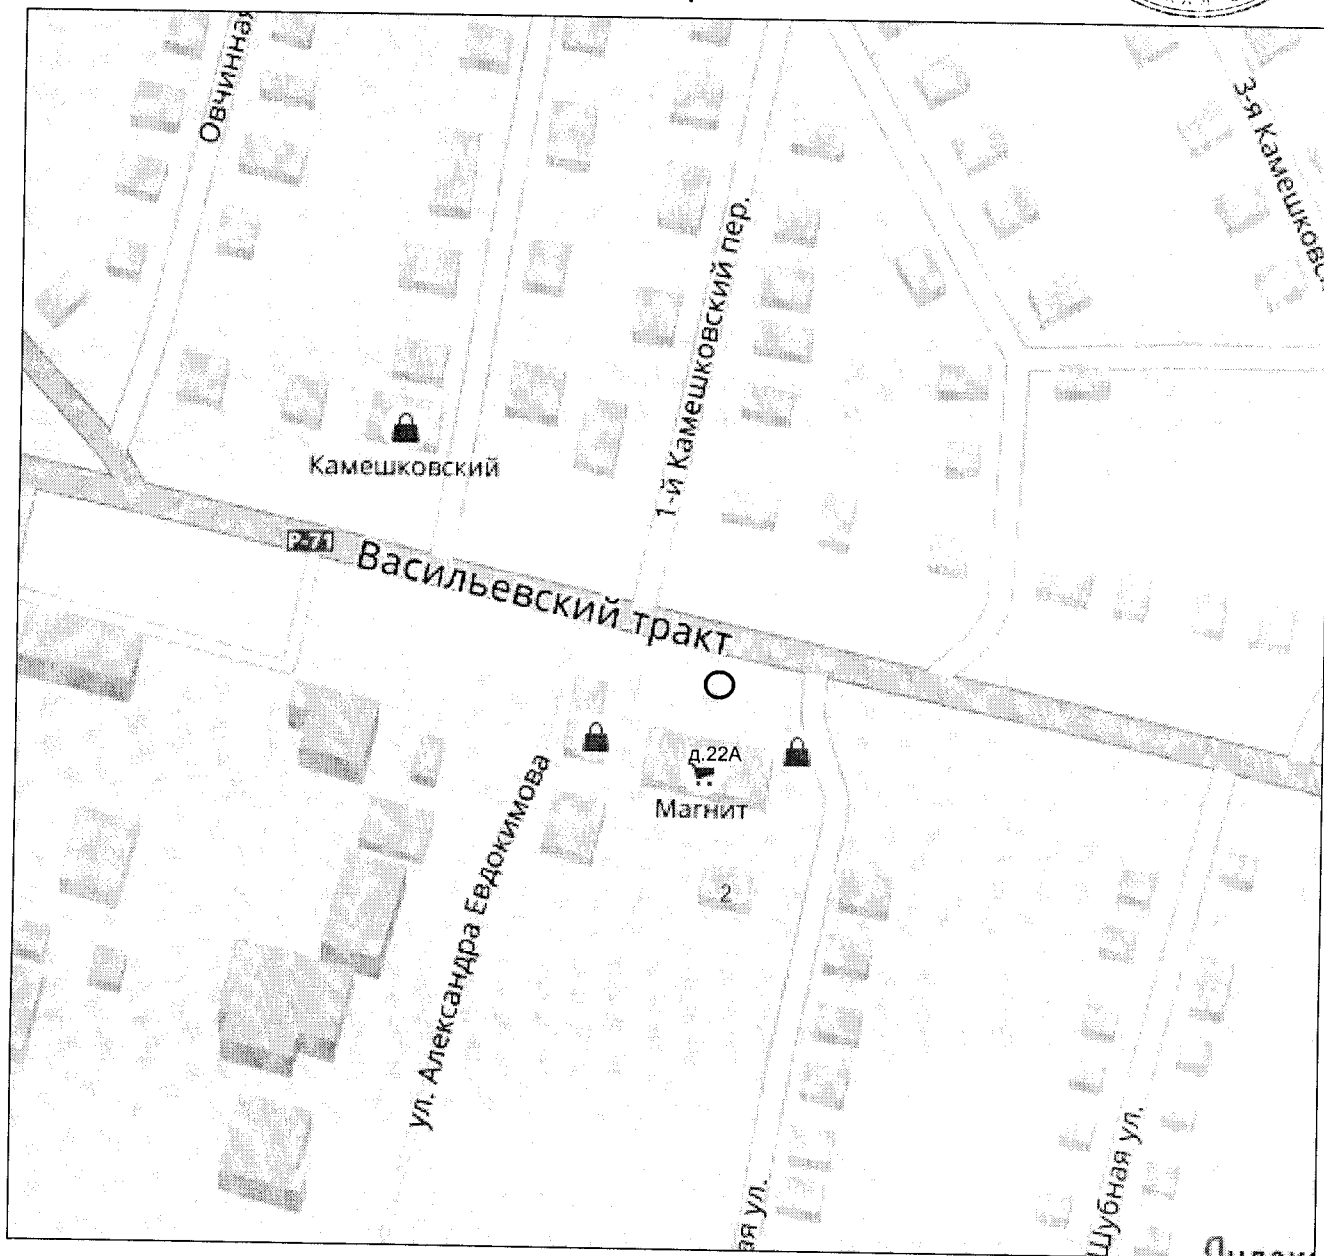 Овчинная
3-я Камешковс
1-й Камешковский пер.
Камешковский
Р-71
Васильевский тракт
д.22А
Магнит
2
ул. Александра Евдокимова
ая ул.
Шубная ул.